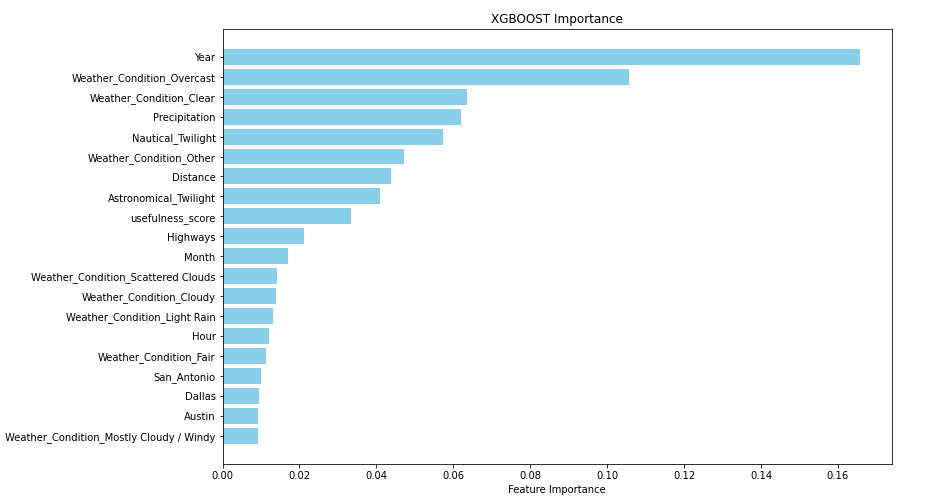 XGBOOST Importance
Year
Weather_Condition_Overcast
Weather_Condition_Clear
Precipitation
Nautical_Twilight
Weather_Condition_Other
Distance
Astronomical_Twilight
usefulness_score
Highways
Month
Weather_Condition_Scattered Clouds
Weather_Condition_Cloudy
Weather_Condition_Light Rain
Hour
Weather_Condition_Fair
San_Antonio
Dallas
Austin
Weather_Condition_Mostly Cloudy / Windy
0.00 0.02 0.04 0.06 0.08 0.10 0.12 0.14 0.16
Feature Importance